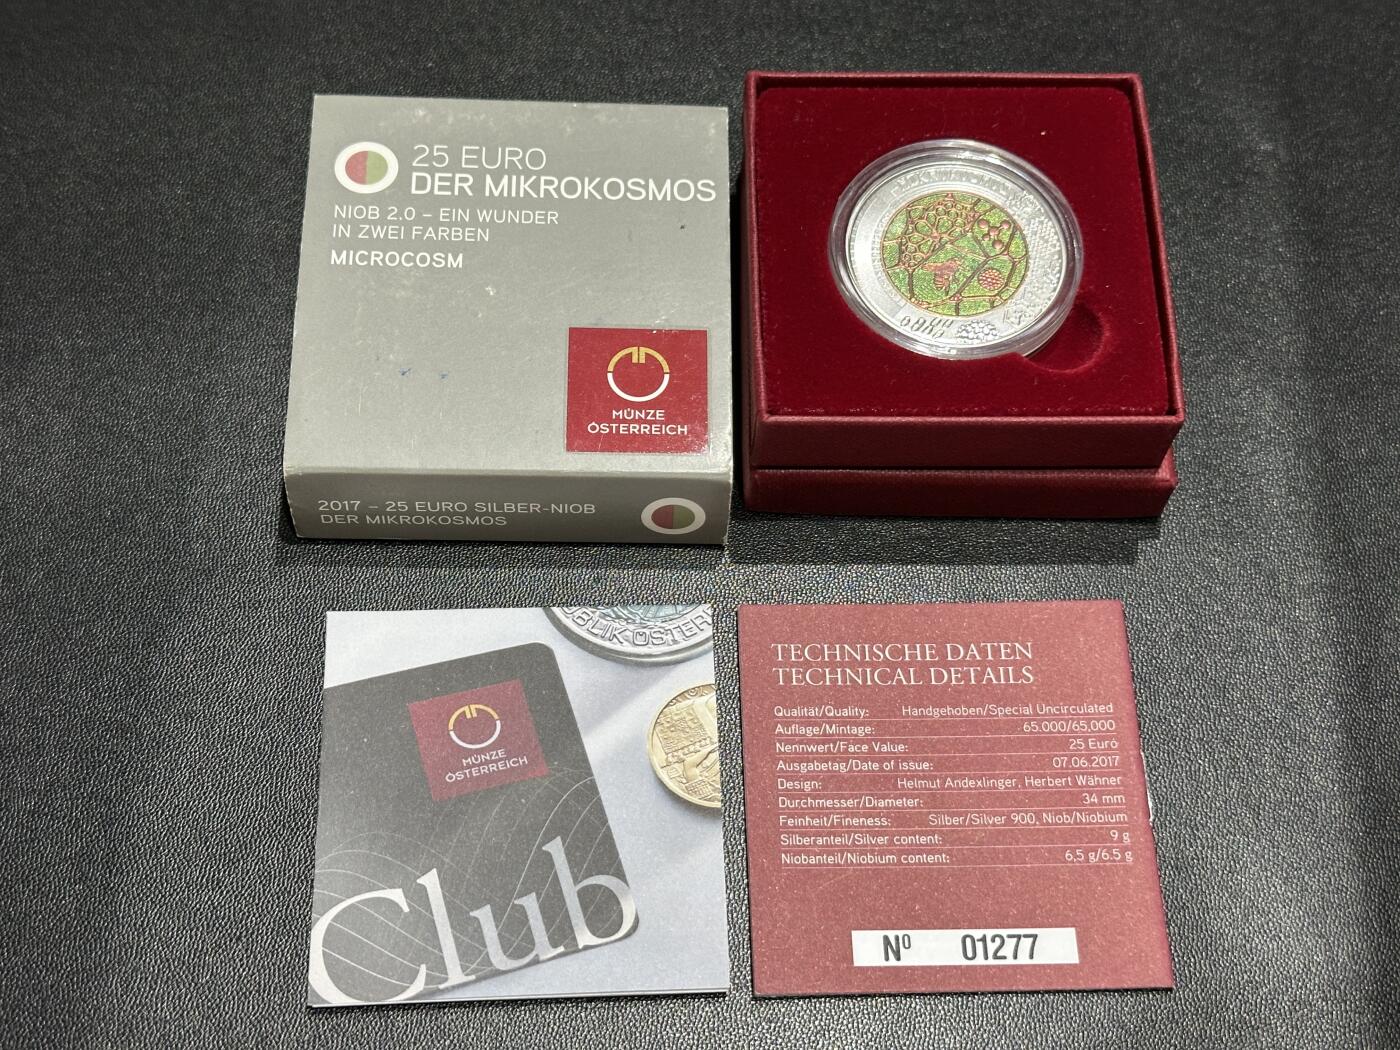 25 EURO
DER MIKROKOSMOS
NIOB 2.0 – EIN WUNDER
IN ZWEI FARBEN
MICROCOSM
MÜNZE
ÖSTERREICH
2017 – 25 EURO SILBER-NIOB
DER MIKROKOSMOS
BLIK ÖSTER
MÜNZE
ÖSTERREICH
Club
TECHNISCHE DATEN
TECHNICAL DETAILS
Qualität/Quality: Handgehoben/Special Uncirculated
Auflage/Mintage: 65.000/65,000
Nennwert/Face Value: 25 Euro
Ausgabetag/Date of issue: 07.06.2017
Design: Helmut Andexlinger, Herbert Wähner
Durchmesser/Diameter: 34 mm
Feinheit/Fineness: Silber/Silver 900, Niob/Niobium
Silberanteil/Silver content: 9 g
Niobanteil/Niobium content: 6,5 g/6.5 g
Nº 01277